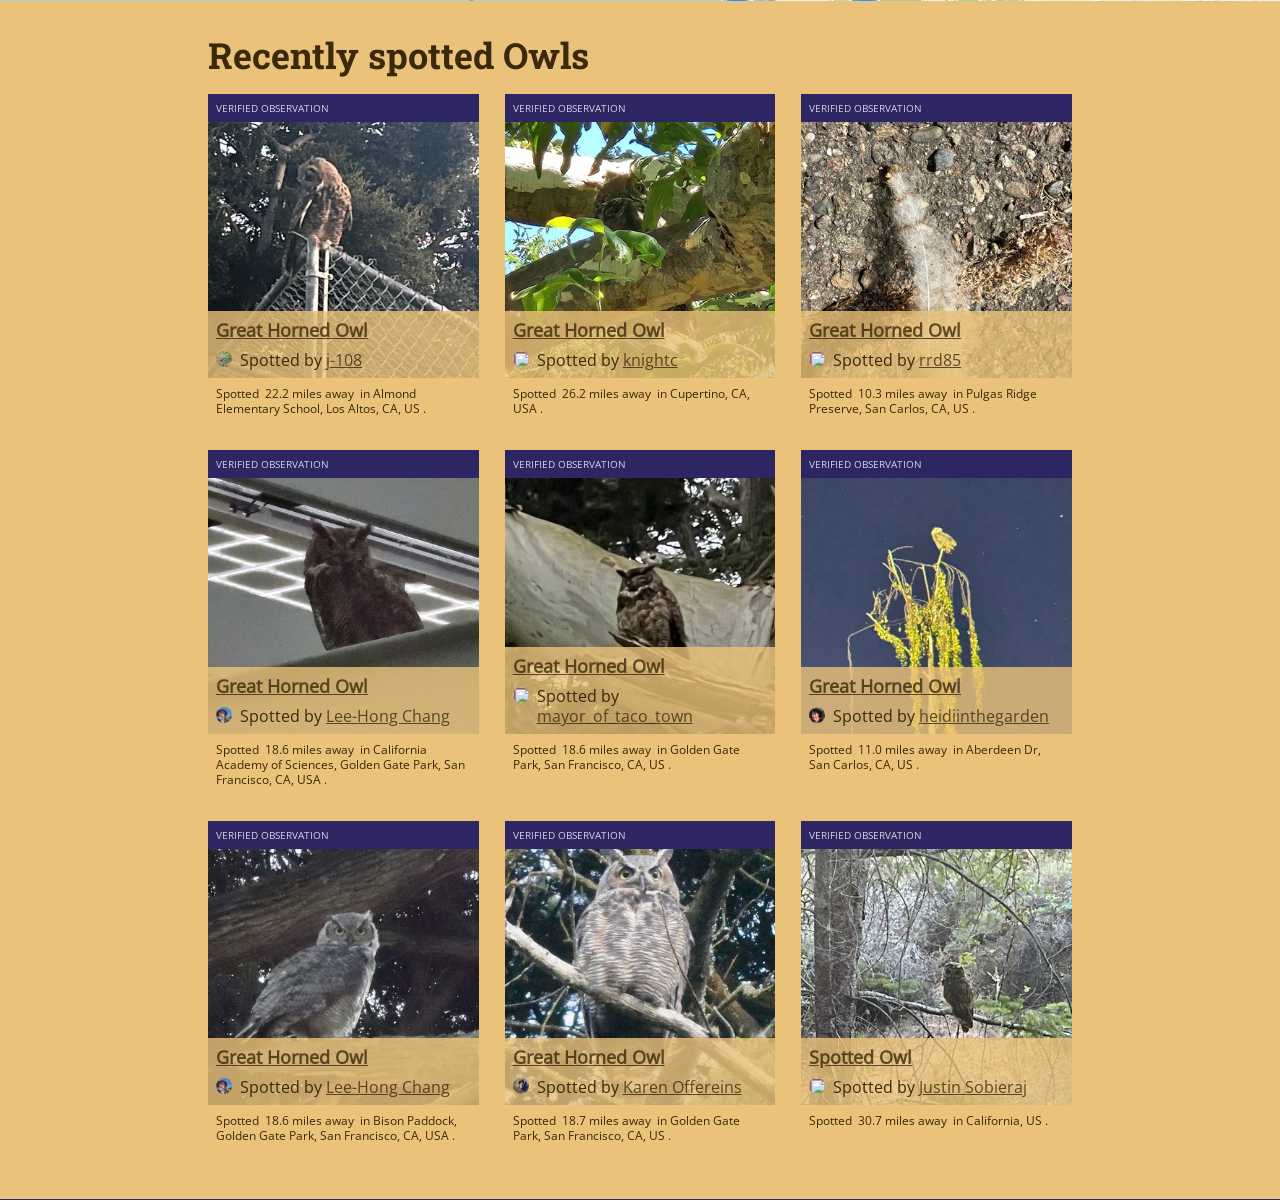 Recently spotted Owls
VERIFIED OBSERVATION
Great Horned Owl
Spotted by j-108
Spotted 22.2 miles away in Almond
Elementary School, Los Altos, CA, US .
VERIFIED OBSERVATION
Great Horned Owl
Spotted by knightc
Spotted 26.2 miles away in Cupertino, CA,
USA .
VERIFIED OBSERVATION
Great Horned Owl
Spotted by rrd85
Spotted 10.3 miles away in Pulgas Ridge
Preserve, San Carlos, CA, US .
VERIFIED OBSERVATION
Great Horned Owl
Spotted by Lee-Hong Chang
Spotted 18.6 miles away in California
Academy of Sciences, Golden Gate Park, San
Francisco, CA, USA .
VERIFIED OBSERVATION
Great Horned Owl
Spotted by
mayor_of_taco_town
Spotted 18.6 miles away in Golden Gate
Park, San Francisco, CA, US .
VERIFIED OBSERVATION
Great Horned Owl
Spotted by heidiinthegarden
Spotted 11.0 miles away in Aberdeen Dr,
San Carlos, CA, US .
VERIFIED OBSERVATION
Great Horned Owl
Spotted by Lee-Hong Chang
Spotted 18.6 miles away in Bison Paddock,
Golden Gate Park, San Francisco, CA, USA .
VERIFIED OBSERVATION
Great Horned Owl
Spotted by Karen Offereins
Spotted 18.7 miles away in Golden Gate
Park, San Francisco, CA, US .
VERIFIED OBSERVATION
Spotted Owl
Spotted by Justin Sobieraj
Spotted 30.7 miles away in California, US .